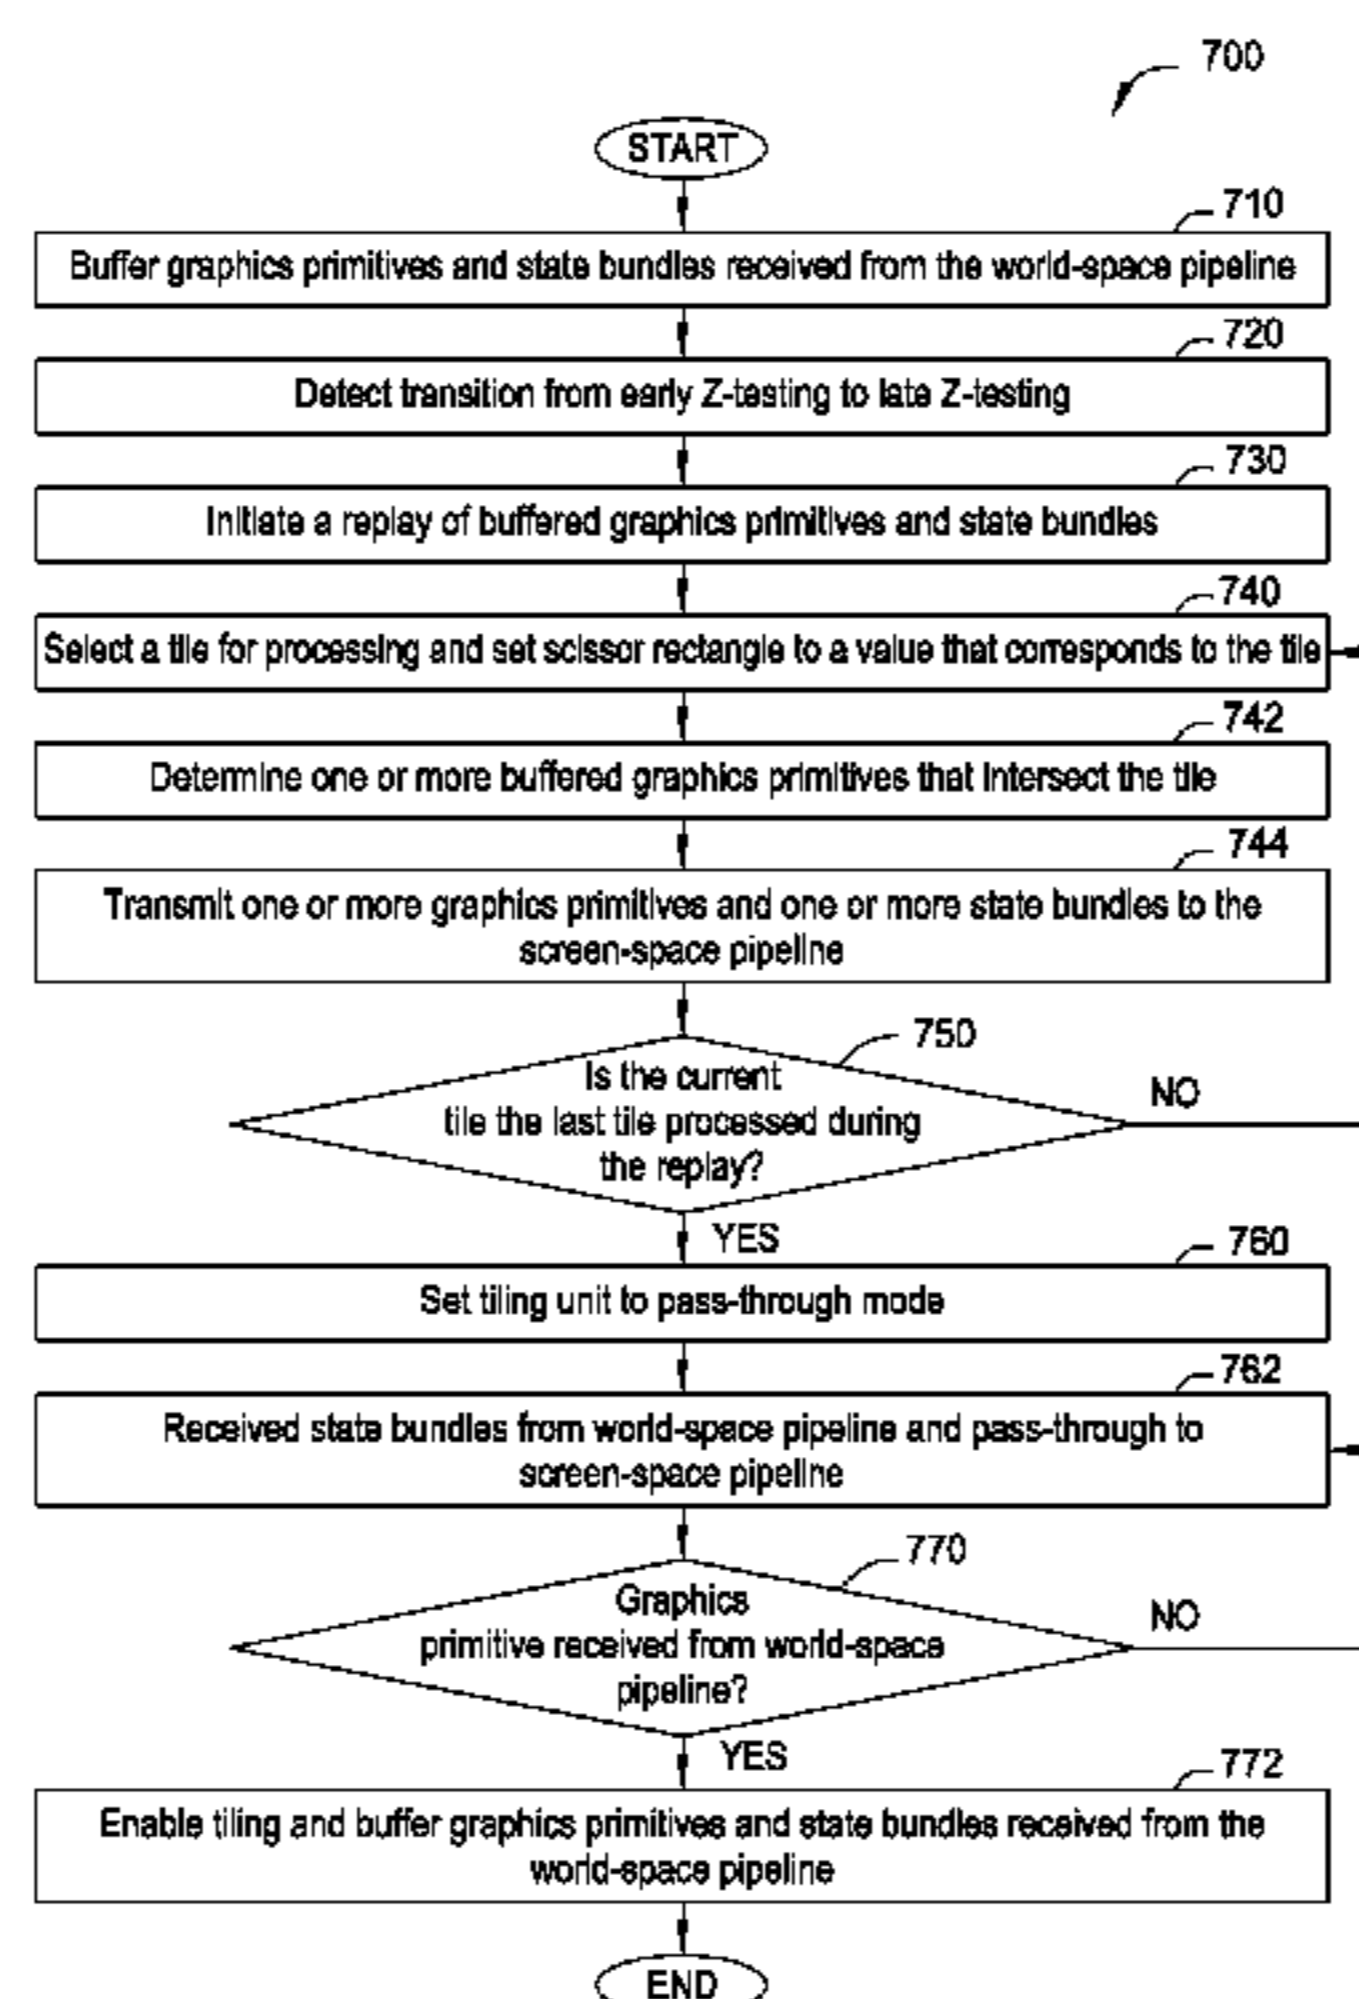 700
START
710
Buffer graphics primitives and state bundles received from the world-space pipeline
720
Detect transition from early Z-testing to late Z-testing
730
Initiate a replay of buffered graphics primitives and state bundles
740
Select a tile for processing and set scissor rectangle to a value that corresponds to the tile
742
Determine one or more buffered graphics primitives that intersect the tile
744
Transmit one or more graphics primitives and one or more state bundles to the
screen-space pipeline
750
Is the current
tile the last tile processed during
the replay?
NO
YES
760
Set tiling unit to pass-through mode
762
Received state bundles from world-space pipeline and pass-through to
screen-space pipeline
770
Graphics
primitive received from world-space
pipeline?
NO
YES
772
Enable tiling and buffer graphics primitives and state bundles received from the
world-space pipeline
END